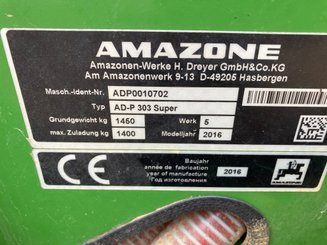 AMAZONE
Amazonen-Werke H. Dreyer GmbH&Co.KG
Am Amazonenwerk 9-13 D-49205 Hasbergen
Masch.-Ident-Nr. ADP0010702
Typ AD-P 303 Super
Grundgewicht kg 1450 Werk 5
max. Zuladung kg 1400 Modelljahr 2016
CE
Baujahr
année de fabrication 2016
year of manufacture
Год изготовления